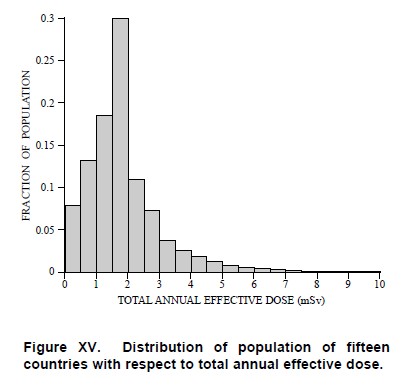 0.3
0.25
0.2
0.15
0.1
0.05
0
FRACTION OF POPULATION
0 1 2 3 4 5 6 7 8 9 10
TOTAL ANNUAL EFFECTIVE DOSE (mSv)
Figure XV. Distribution of population of fifteen
countries with respect to total annual effective dose.